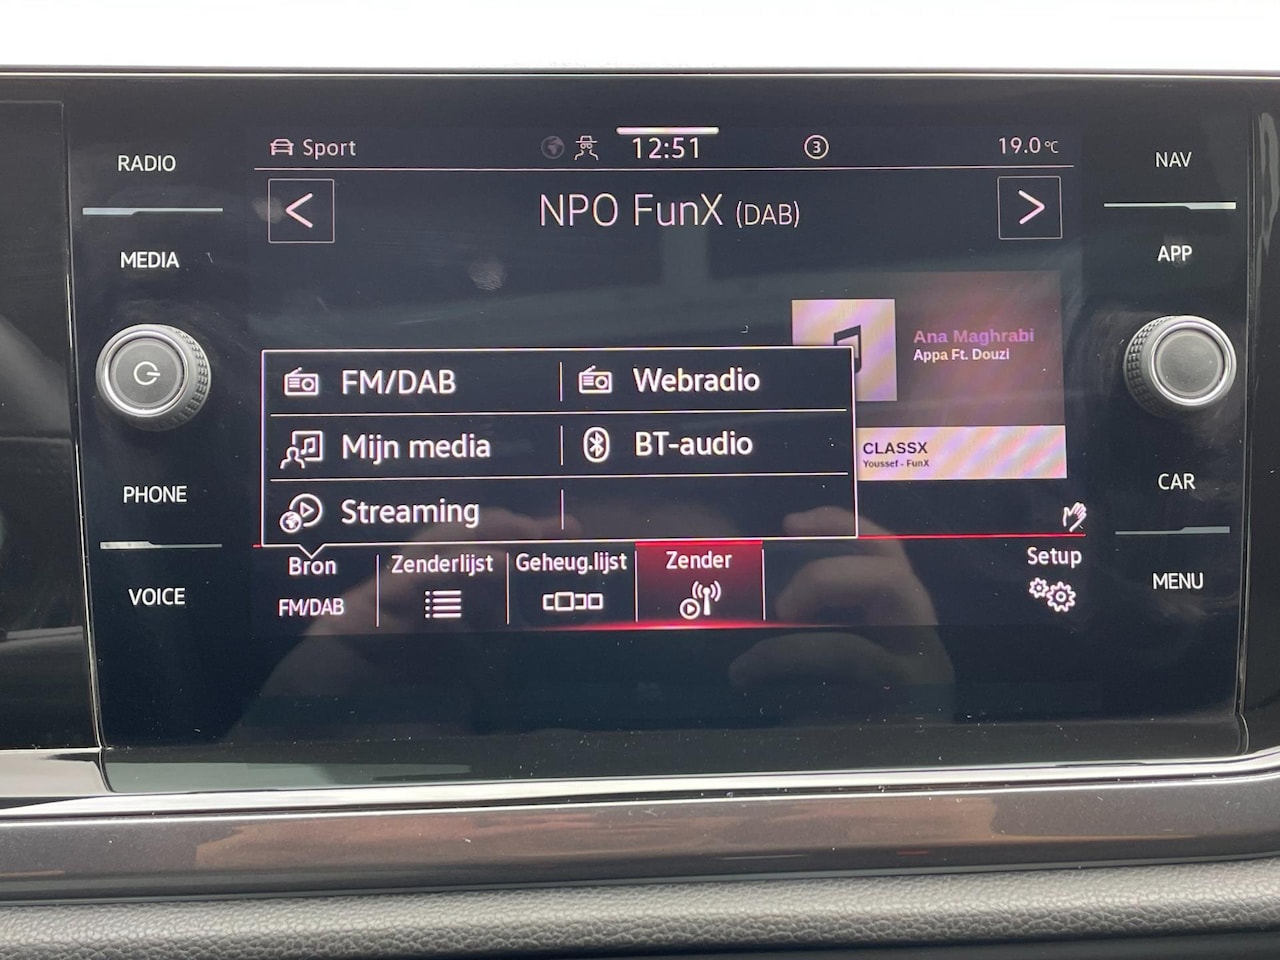 RADIO
MEDIA
PHONE
VOICE
Sport
12:51
3
19.0°C
NPO FunX (DAB)
Ana Maghrabi
Appa Ft. Douzi
FM/DAB
Webradio
Mijn media
BT-audio
CLASSX
Youssef - FunX
Streaming
Bron
FM/DAB
Zenderlijst
Geheug.lijst
Zender
Setup
NAV
APP
CAR
MENU